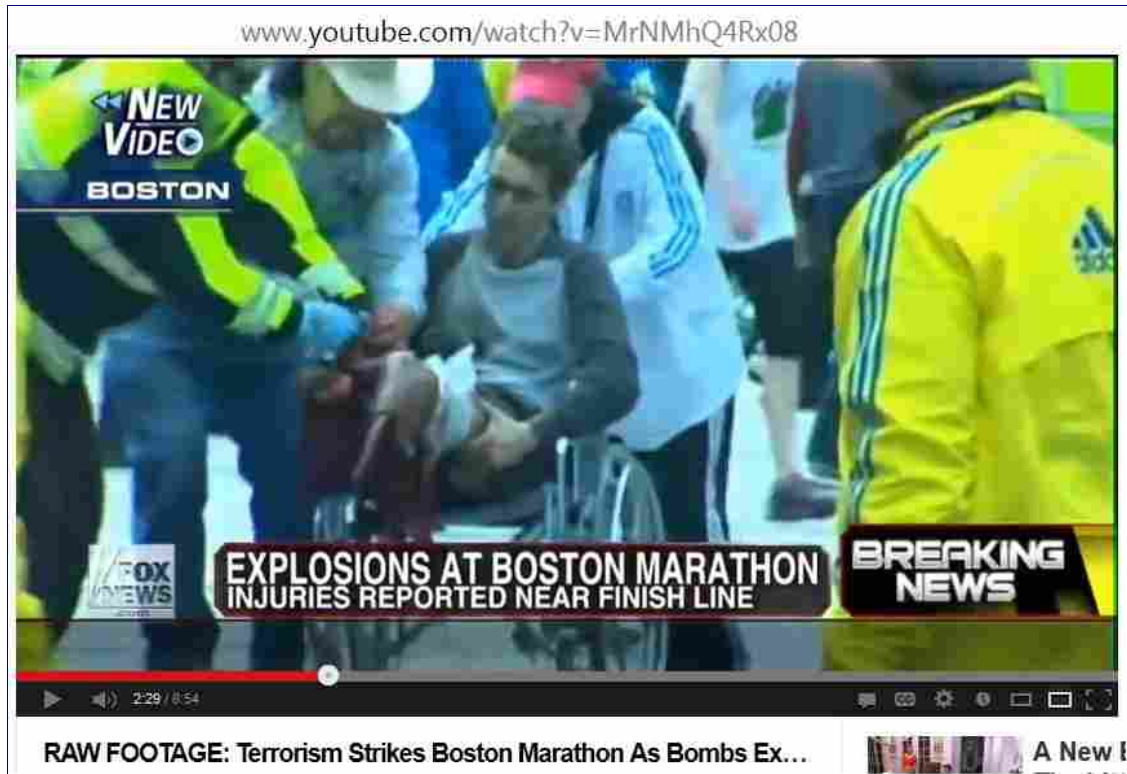 www.youtube.com/watch?v=MrNMhQ4Rx08
NEW
VIDEO
BOSTON
adidas
FOX
NEWS
EXPLOSIONS AT BOSTON MARATHON
INJURIES REPORTED NEAR FINISH LINE
BREAKING
NEWS
2:29 / 8:54
RAW FOOTAGE: Terrorism Strikes Boston Marathon As Bombs Ex...
A New